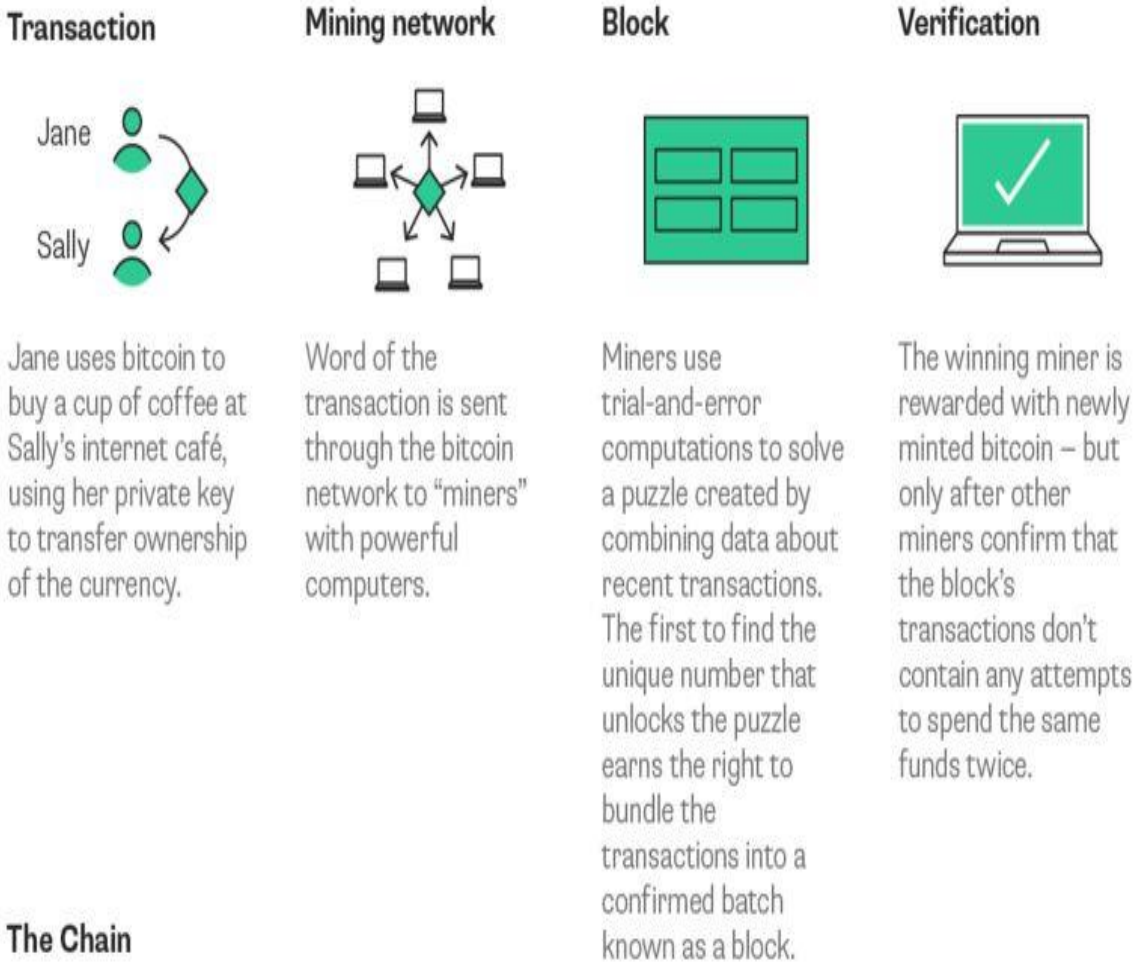 Transaction
Jane
Sally
Jane uses bitcoin to
buy a cup of coffee at
Sally's internet café,
using her private key
to transfer ownership
of the currency.
Mining network
Word of the
transaction is sent
through the bitcoin
network to “miners”
with powerful
computers.
Block
Miners use
trial-and-error
computations to solve
a puzzle created by
combining data about
recent transactions.
The first to find the
unique number that
unlocks the puzzle
earns the right to
bundle the
transactions into a
confirmed batch
known as a block.
Verification
The winning miner is
rewarded with newly
minted bitcoin – but
only after other
miners confirm that
the block's
transactions don't
contain any attempts
to spend the same
funds twice.
The Chain